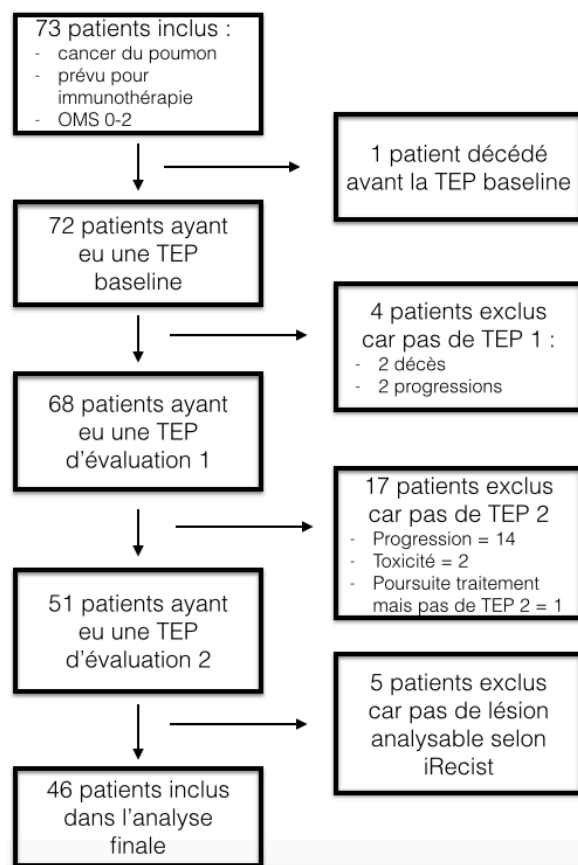 73 patients inclus :
- cancer du poumon
- prévu pour
immunothérapie
- OMS 0-2
1 patient décédé
avant la TEP baseline
72 patients ayant
eu une TEP
baseline
4 patients exclus
car pas de TEP 1 :
- 2 décès
- 2 progressions
68 patients ayant
eu une TEP
d'évaluation 1
17 patients exclus
car pas de TEP 2
- Progression = 14
- Toxicité = 2
- Poursuite traitement
mais pas de TEP 2 = 1
51 patients ayant
eu une TEP
d'évaluation 2
5 patients exclus
car pas de lésion
analysable selon
iRecist
46 patients inclus
dans l'analyse
finale